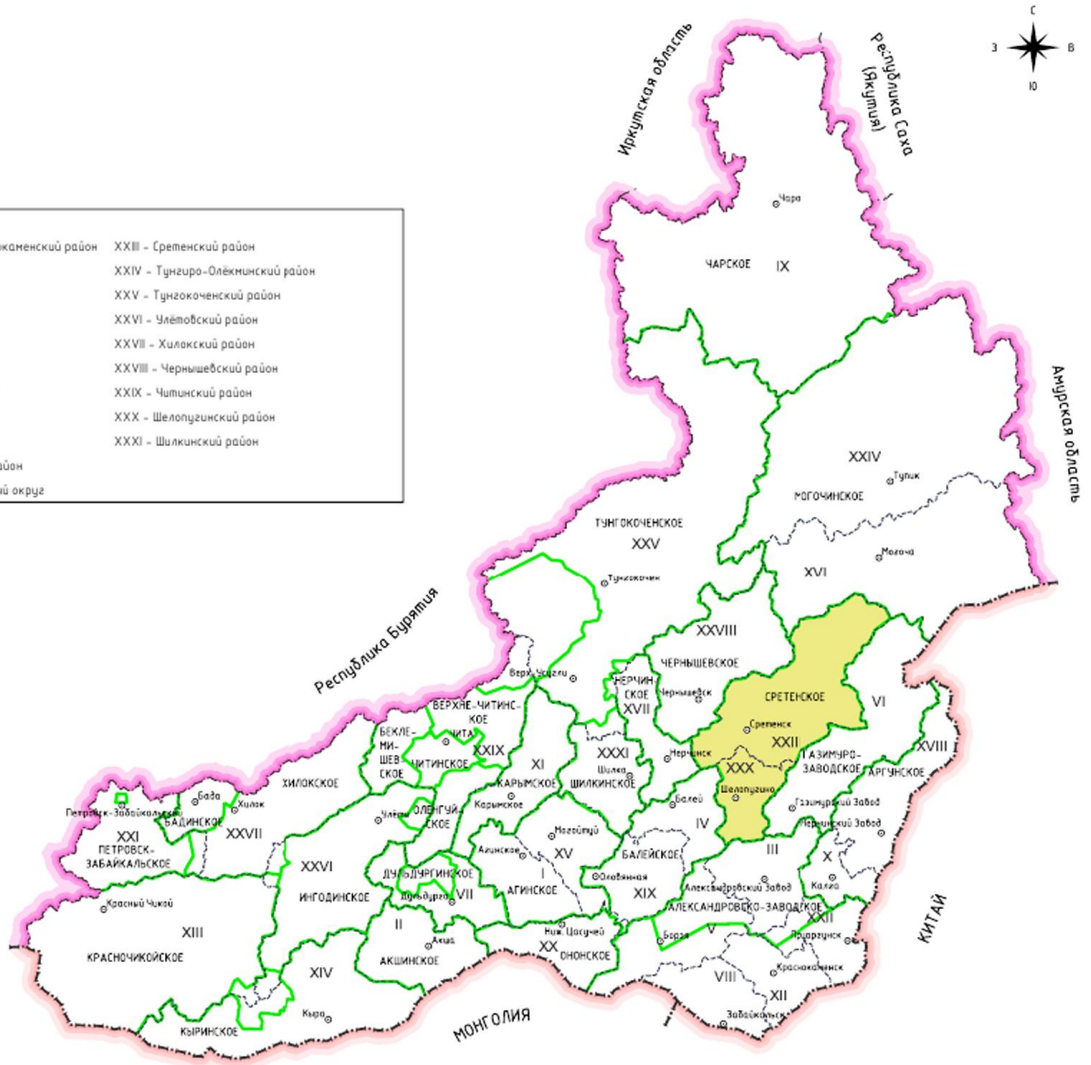 С
З
В
Ю
Иркутская область
Республика Саха
(Якутия)
Чара
ЧАРСКОЕ IX
окаменский район
XXIII - Сретенский район
XXIV - Тунгиро-Олёкминский район
XXV - Тунгокоченский район
XXVI - Улётовский район
XXVII - Хилокский район
XXVIII - Чернышевский район
XXIX - Читинский район
XXX - Шелопугинский район
XXXI - Шилкинский район
айон
ий округ
Амурская область
XXIV
Тупик
МОГОЧИНСКОЕ
Могоча
XVI
ТУНГОКОЧЕНСКОЕ
XXV
Тунгокочин
Республика Бурятия
XXVIII
ЧЕРНЫШЕВСКОЕ
Чернышевск
Верх. Усугли
НЕРЧИН-
СКОЕ
XVII
СРЕТЕНСКОЕ
Сретенск
XXII
VI
XVIII
ВЕРХНЕ-ЧИТИНС-
КОЕ
ЧИТА
XXIX
ЧИТИНСКОЕ
БЕКЛЕ-
МИ-
ШЕВ
СКОЕ
XI
КАРЫМСКОЕ
Карымское
XXXI
Шилка
ШИЛКИНСКОЕ
Нерчинск
XXX
Шелопугино
ГАЗИМУРО-
ЗАВОДСКОЕ
АРГУНСКОЕ
ХИЛОКСКОЕ
Бада
Хилок
Петровск-Забайкальский
БАДИНСКОЕ
XXI
XXVII
ПЕТРОВСК-
ЗАБАЙКАЛЬСКОЕ
Улёты
ОЛЕНГУЙ-
СКОЕ
Балей
Газимурский Завод
Нерчинский Завод
IV
Могойтуй
Агинское
XV
БАЛЕЙСКОЕ
III
X
XXVI
ИНГОДИНСКОЕ
ДУЛЬДУРГИНСКОЕ
Дульдурга
VII
I
АГИНСКОЕ
Оловянная
XIX
Александровский Завод
Калга
АЛЕКСАНДРОВСКО-ЗАВОДСКОЕ
XXII
Красный Чикой
XIII
КРАСНОЧИКОЙСКОЕ
II
Акша
АКШИНСКОЕ
Ниж. Цасучей
XX
ОНОНСКОЕ
Борзя
V
Приаргунск
КИТАЙ
XIV
Кыра
КЫРИНСКОЕ
VIII
Краснокаменск
XII
Забайкальск
МОНГОЛИЯ